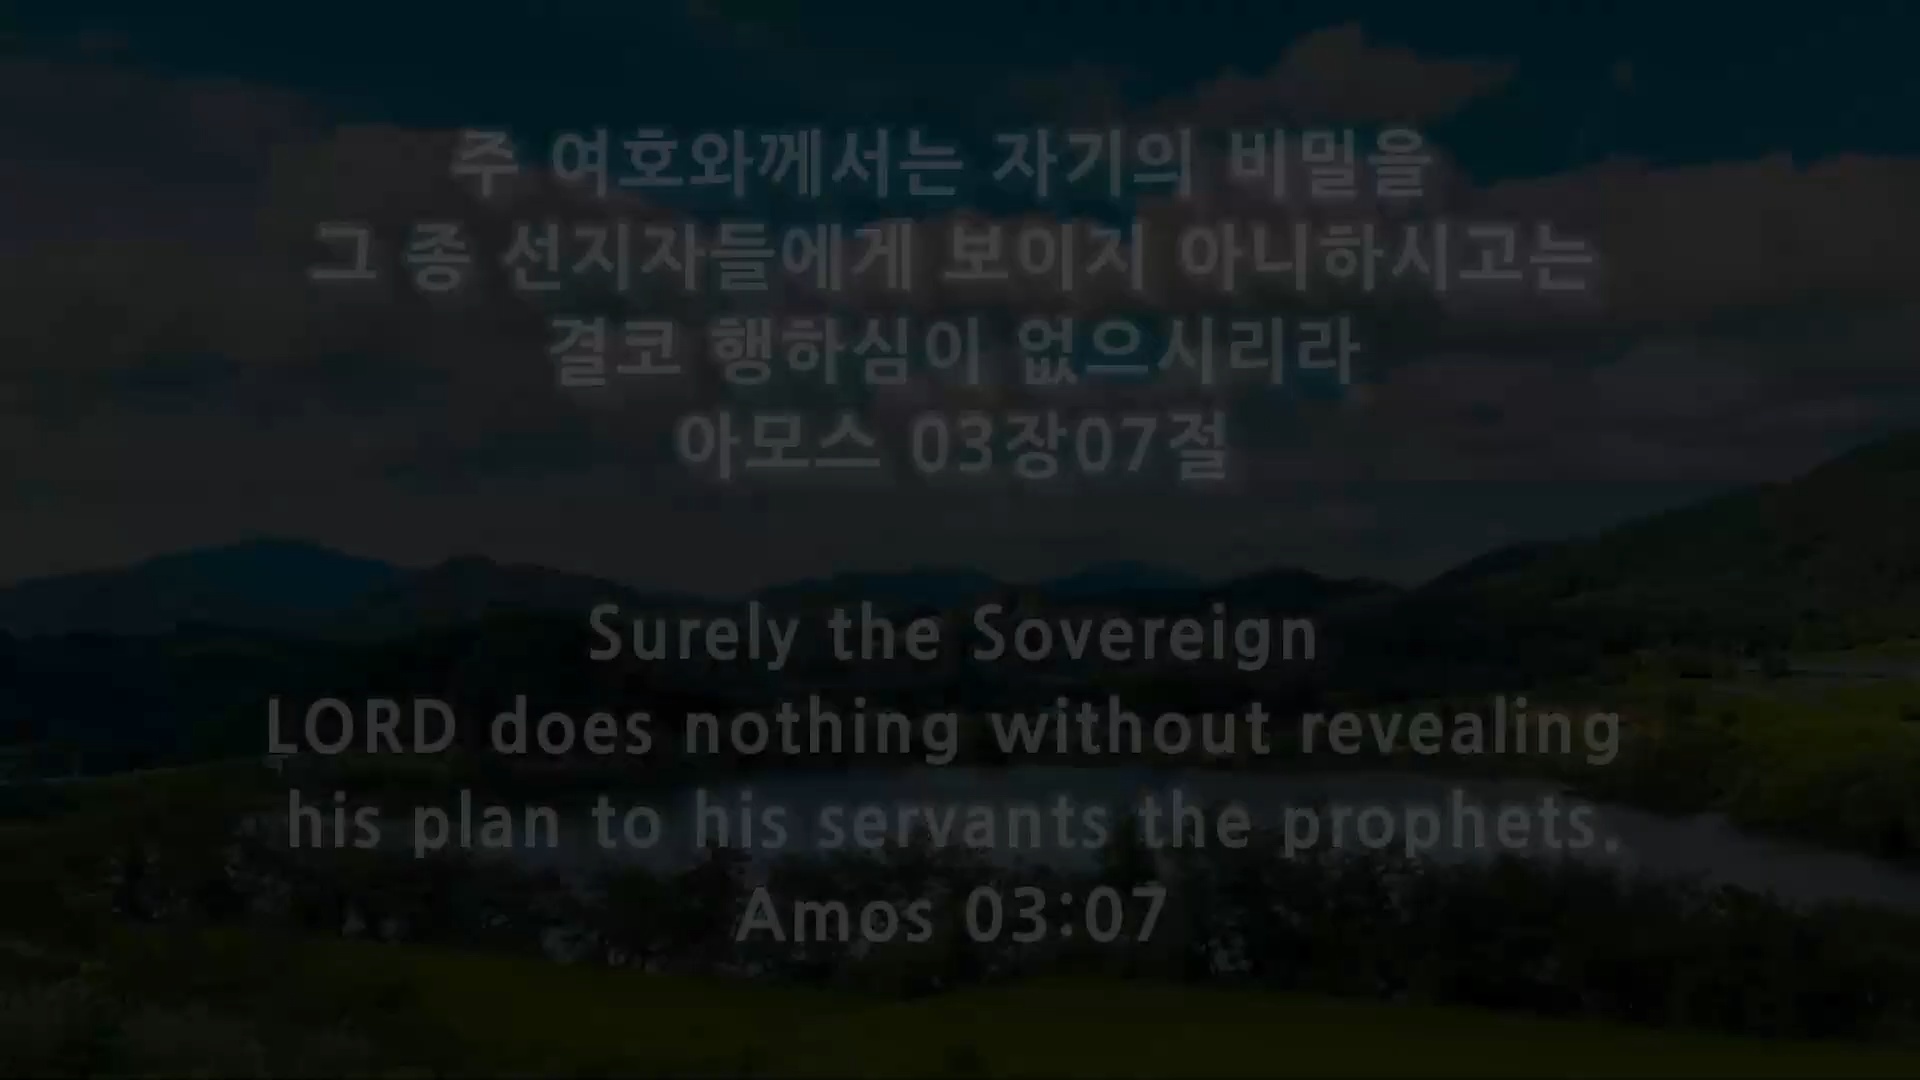 주 여호와께서는 자기의 비밀을
그 종 선지자들에게 보이지 아니하시고는
결코 행하심이 없으시리라
아모스 03장07절
Surely the Sovereign
LORD does nothing without revealing
his plan to his servants the prophets.
Amos 03:07